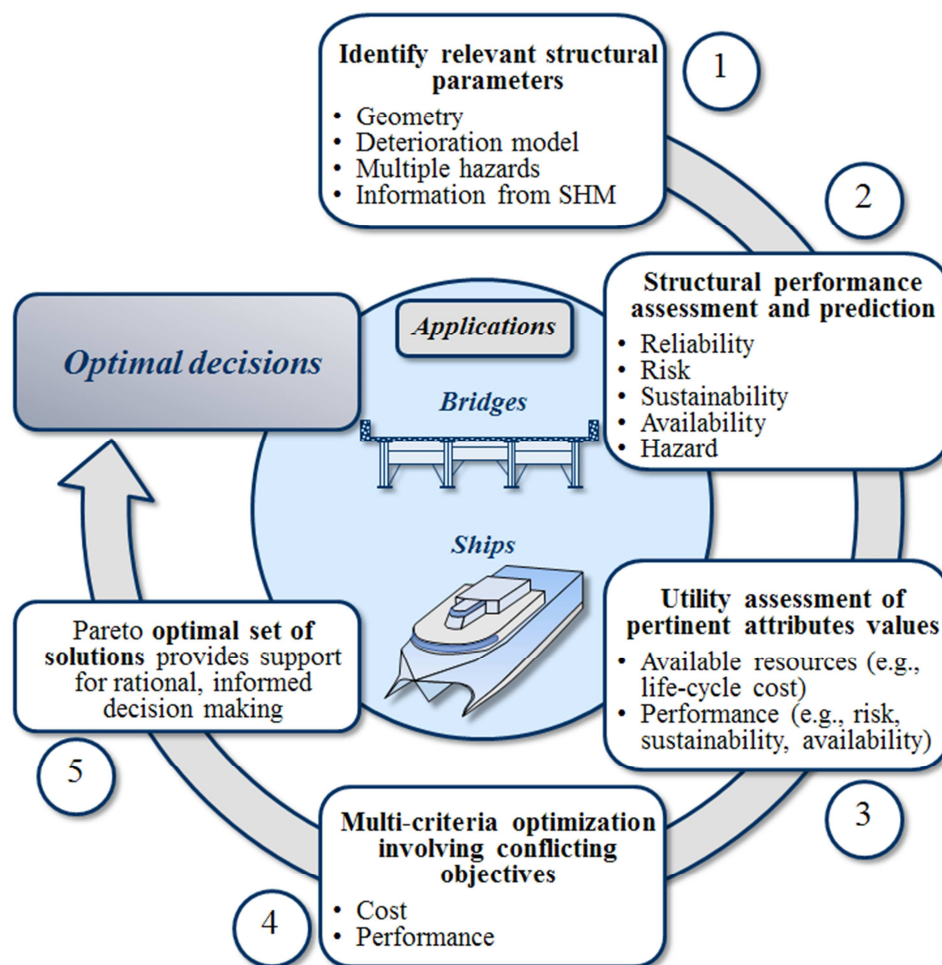 1
Identify relevant structural
parameters
• Geometry
• Deterioration model
• Multiple hazards
• Information from SHM
2
Structural performance
assessment and prediction
• Reliability
• Risk
• Sustainability
• Availability
• Hazard
Optimal decisions
Applications
Bridges
Ships
Utility assessment of
pertinent attributes values
• Available resources (e.g.,
life-cycle cost)
• Performance (e.g., risk,
sustainability, availability)
3
Multi-criteria optimization
involving conflicting
objectives
• Cost
• Performance
4
Pareto optimal set of
solutions provides support
for rational, informed
decision making
5